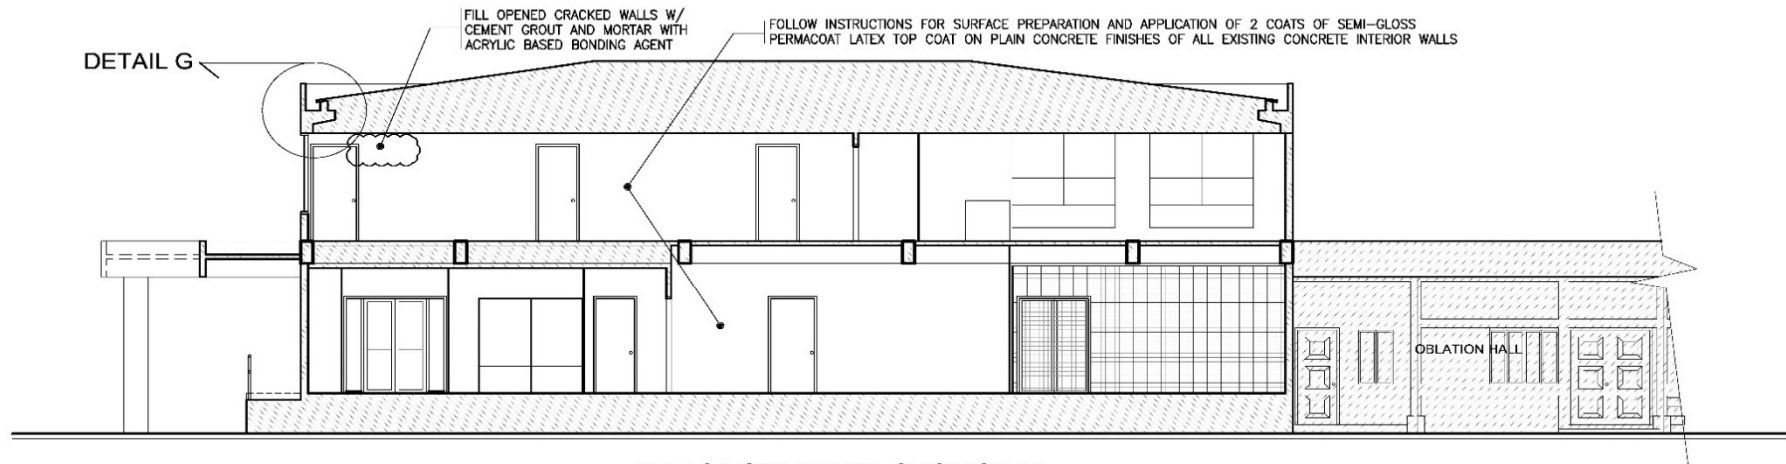 FILL OPENED CRACKED WALLS W/
CEMENT GROUT AND MORTAR WITH
ACRYLIC BASED BONDING AGENT
FOLLOW INSTRUCTIONS FOR SURFACE PREPARATION AND APPLICATION OF 2 COATS OF SEMI-GLOSS
PERMACOAT LATEX TOP COAT ON PLAIN CONCRETE FINISHES OF ALL EXISTING CONCRETE INTERIOR WALLS
DETAIL G
OBLATION HALL